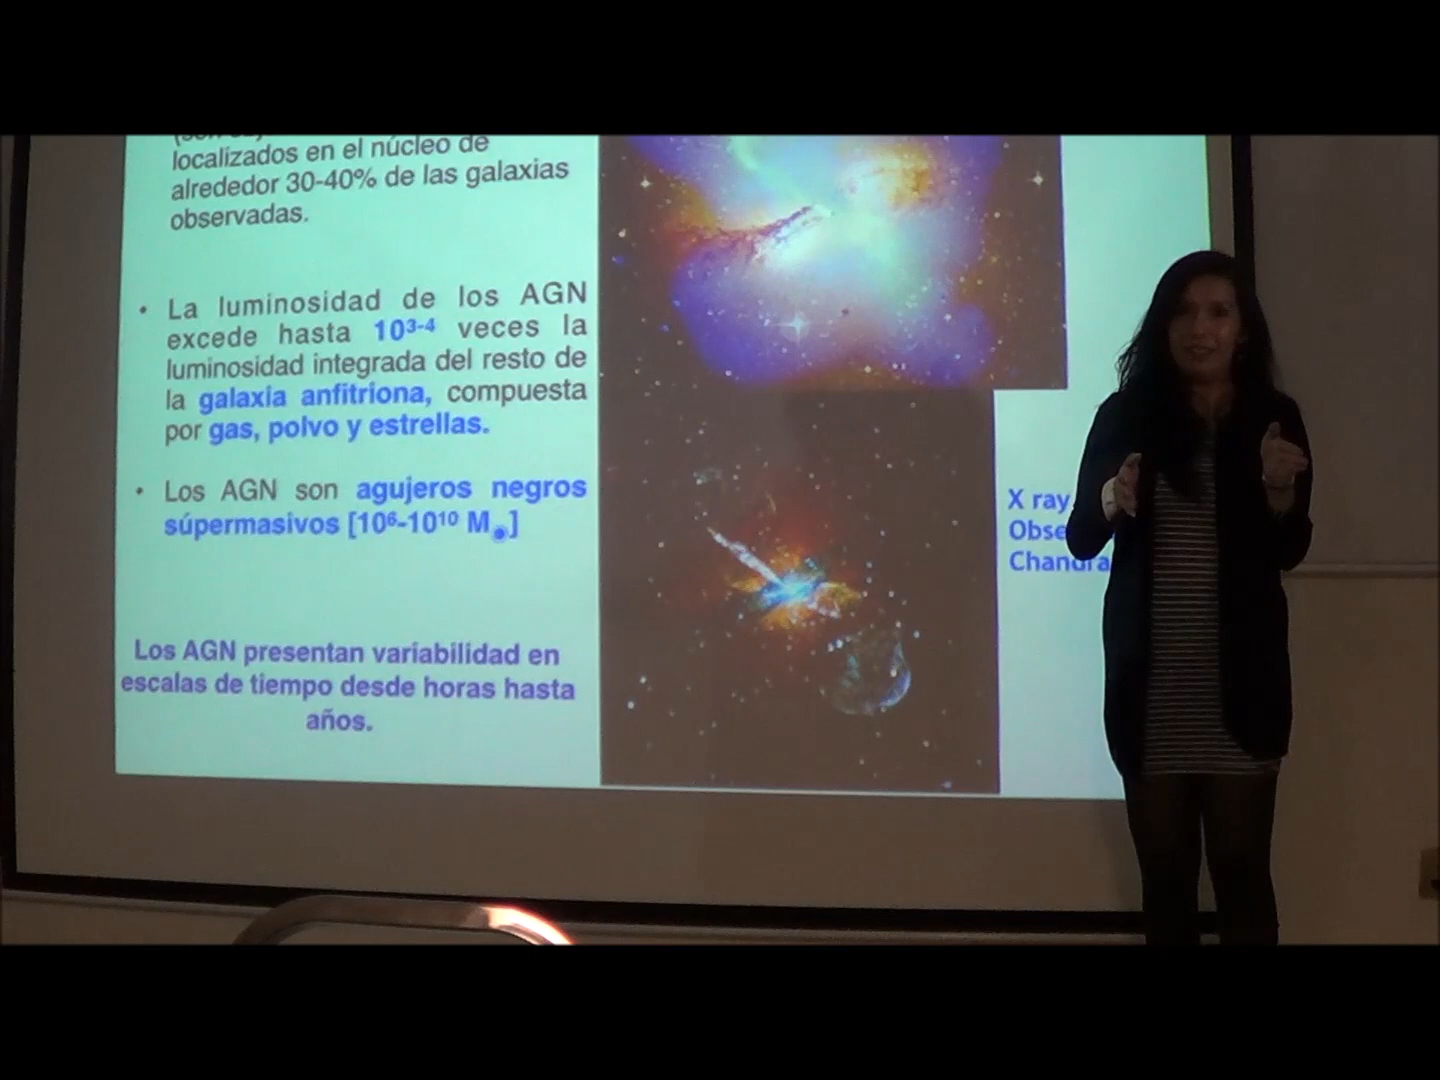 localizados en el núcleo de
alrededor 30-40% de las galaxias
observadas.
• La luminosidad de los AGN
excede hasta 10³⁻⁴ veces la
luminosidad integrada del resto de
la galaxia anfitriona, compuesta
por gas, polvo y estrellas.
• Los AGN son agujeros negros
súpermasivos [10⁶-10¹⁰ M☉]
Los AGN presentan variabilidad en
escalas de tiempo desde horas hasta
años.
X ray
Obse
Chandra